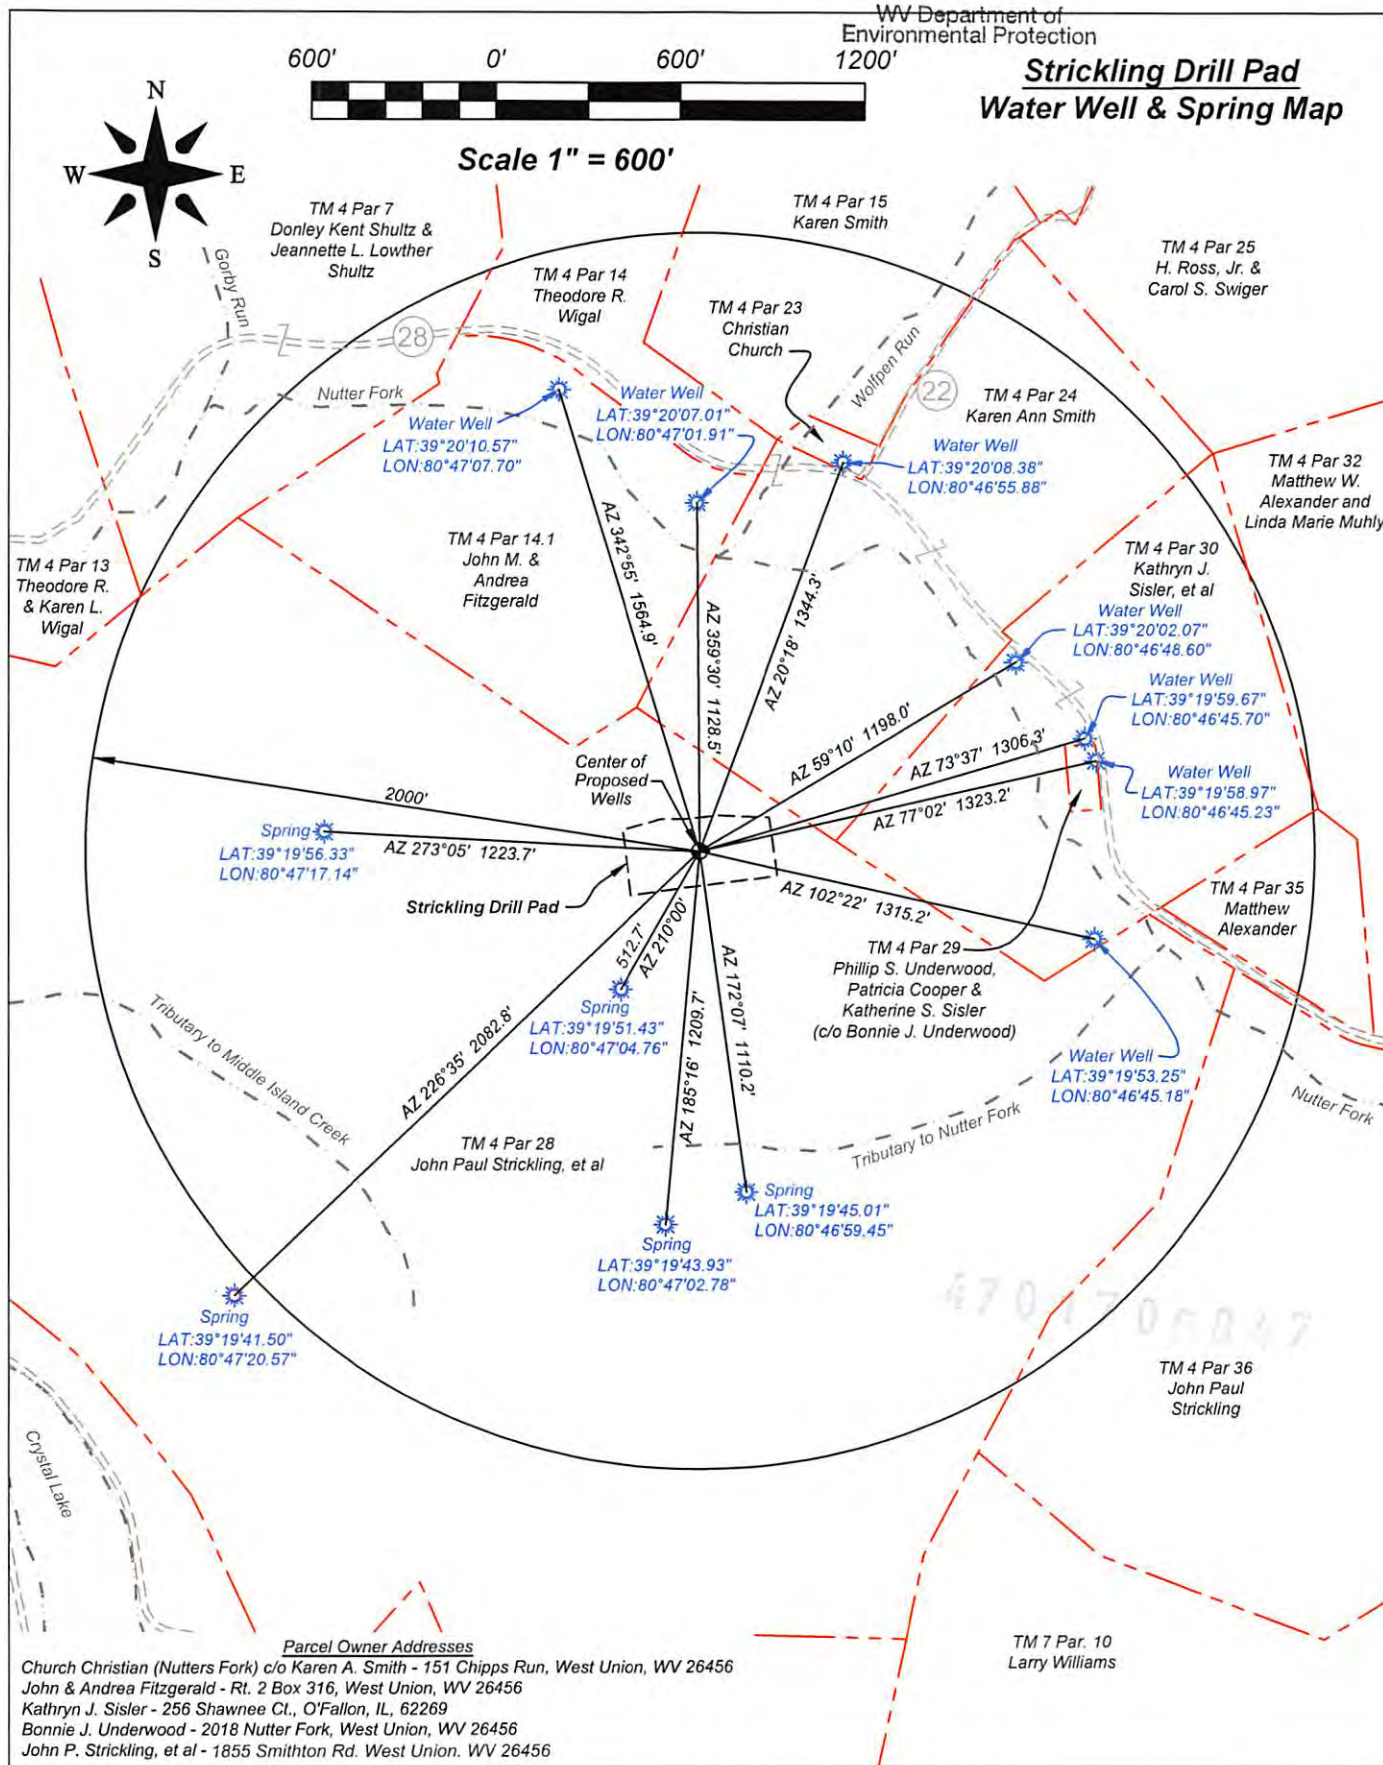 WV Department of
Environmental Protection
600' 0' 600' 1200'
Strickling Drill Pad
Water Well & Spring Map
N
W E
S
Scale 1" = 600'
TM 4 Par 7
Donley Kent Shultz &
Jeannette L. Lowther
Shultz
TM 4 Par 15
Karen Smith
TM 4 Par 25
H. Ross, Jr. &
Carol S. Swiger
Gorby Run
TM 4 Par 14
Theodore R.
Wigal
TM 4 Par 23
Christian
Church
28
Wolfpen Run
22
Nutter Fork
TM 4 Par 24
Karen Ann Smith
Water Well
LAT:39°20'10.57"
LON:80°47'07.70"
Water Well
LAT:39°20'07.01"
LON:80°47'01.91"
Water Well
LAT:39°20'08.38"
LON:80°46'55.88"
TM 4 Par 32
Matthew W.
Alexander and
Linda Marie Muhly
TM 4 Par 13
Theodore R.
& Karen L.
Wigal
TM 4 Par 14.1
John M. &
Andrea
Fitzgerald
TM 4 Par 30
Kathryn J.
Sisler, et al
Water Well
LAT:39°20'02.07"
LON:80°46'48.60"
Water Well
LAT:39°19'59.67"
LON:80°46'45.70"
Water Well
LAT:39°19'58.97"
LON:80°46'45.23"
AZ 342°55' 1564.9'
AZ 359°30' 1128.5'
AZ 20°18' 1344.3'
AZ 59°10' 1198.0'
AZ 73°37' 1306.3'
AZ 77°02' 1323.2'
Center of
Proposed
Wells
2000'
Spring
LAT:39°19'56.33"
LON:80°47'17.14"
AZ 273°05' 1223.7'
Strickling Drill Pad
AZ 102°22' 1315.2'
TM 4 Par 35
Matthew
Alexander
TM 4 Par 29
Phillip S. Underwood,
Patricia Cooper &
Katherine S. Sisler
(c/o Bonnie J. Underwood)
512.7'
AZ 210°00'
Spring
LAT:39°19'51.43"
LON:80°47'04.76"
AZ 226°35' 2082.8'
AZ 185°16' 1209.7'
AZ 172°07' 1110.2'
Water Well
LAT:39°19'53.25"
LON:80°46'45.18"
Nutter Fork
Tributary to Middle Island Creek
Tributary to Nutter Fork
TM 4 Par 28
John Paul Strickling, et al
Spring
LAT:39°19'45.01"
LON:80°46'59.45"
Spring
LAT:39°19'43.93"
LON:80°47'02.78"
Spring
LAT:39°19'41.50"
LON:80°47'20.57"
TM 4 Par 36
John Paul
Strickling
Crystal Lake
TM 7 Par. 10
Larry Williams
Parcel Owner Addresses
Church Christian (Nutters Fork) c/o Karen A. Smith - 151 Chipps Run, West Union, WV 26456
John & Andrea Fitzgerald - Rt. 2 Box 316, West Union, WV 26456
Kathryn J. Sisler - 256 Shawnee Ct., O'Fallon, IL, 62269
Bonnie J. Underwood - 2018 Nutter Fork, West Union, WV 26456
John P. Strickling, et al - 1855 Smithton Rd. West Union. WV 26456